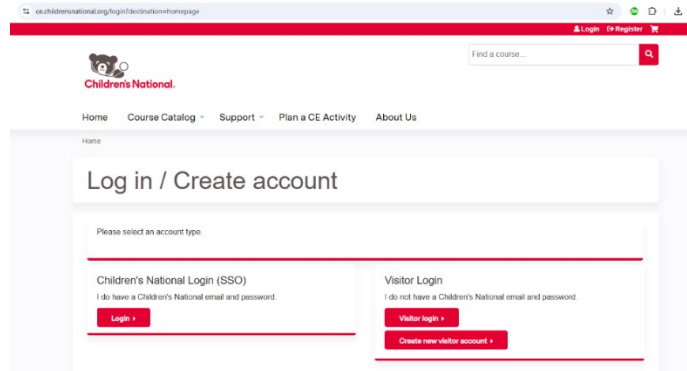 ce.childrensnational.org/login?destination=homepage
Login Register
Find a course...
Children's National.
Home Course Catalog Support Plan a CE Activity About Us
Home
Log in / Create account
Please select an account type.
Children's National Login (SSO)
I do have a Children's National email and password.
Login
Visitor Login
I do not have a Children's National email and password.
Visitor login
Create new visitor account